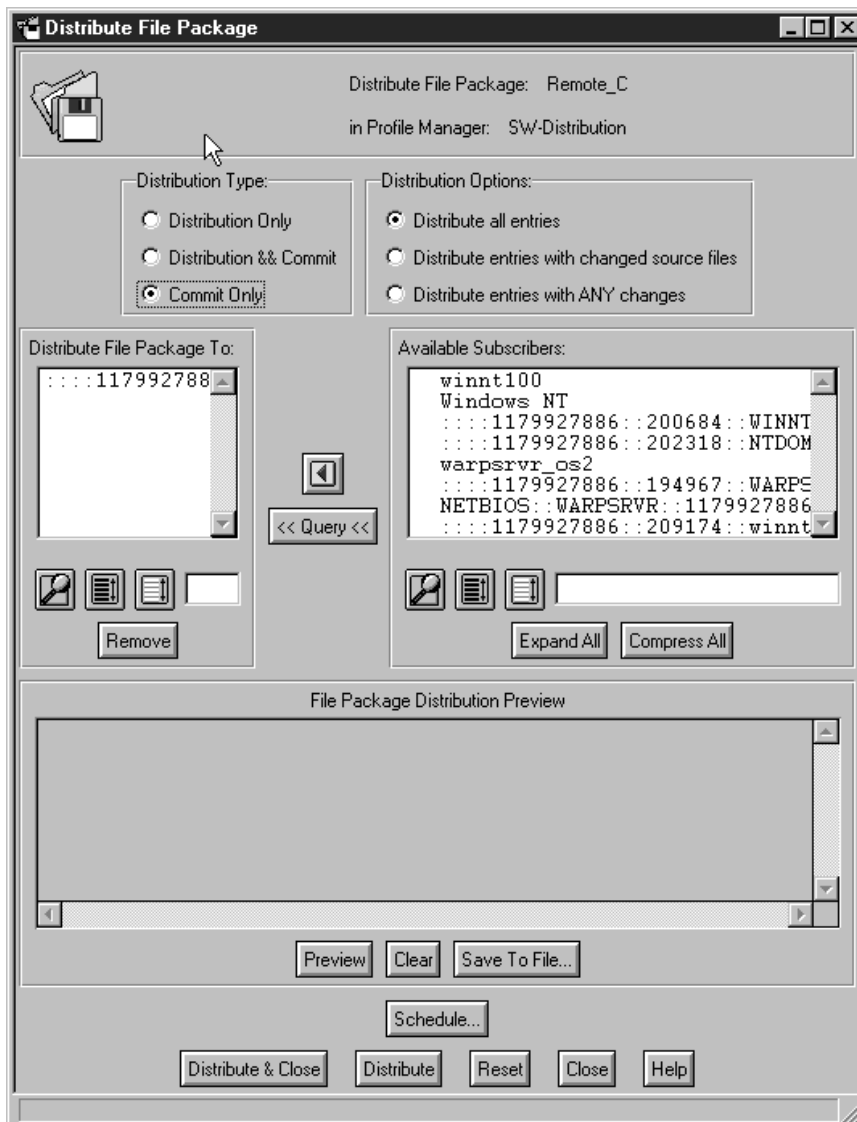 Distribute File Package
Distribute File Package: Remote_C
in Profile Manager: SW-Distribution
Distribution Type:
Distribution Only
Distribution && Commit
Commit Only
Distribution Options:
Distribute all entries
Distribute entries with changed source files
Distribute entries with ANY changes
Distribute File Package To:
::::117992788
<< Query <<
Remove
Available Subscribers:
winnt100
Windows NT
::::1179927886::200684::WINNT
::::1179927886::202318::NTDOM
warpsrvr_os2
::::1179927886::194967::WARPS
NETBIOS::WARPSRVR::1179927886
::::1179927886::209174::winnt
Expand All
Compress All
File Package Distribution Preview
Preview
Clear
Save To File...
Schedule...
Distribute & Close
Distribute
Reset
Close
Help